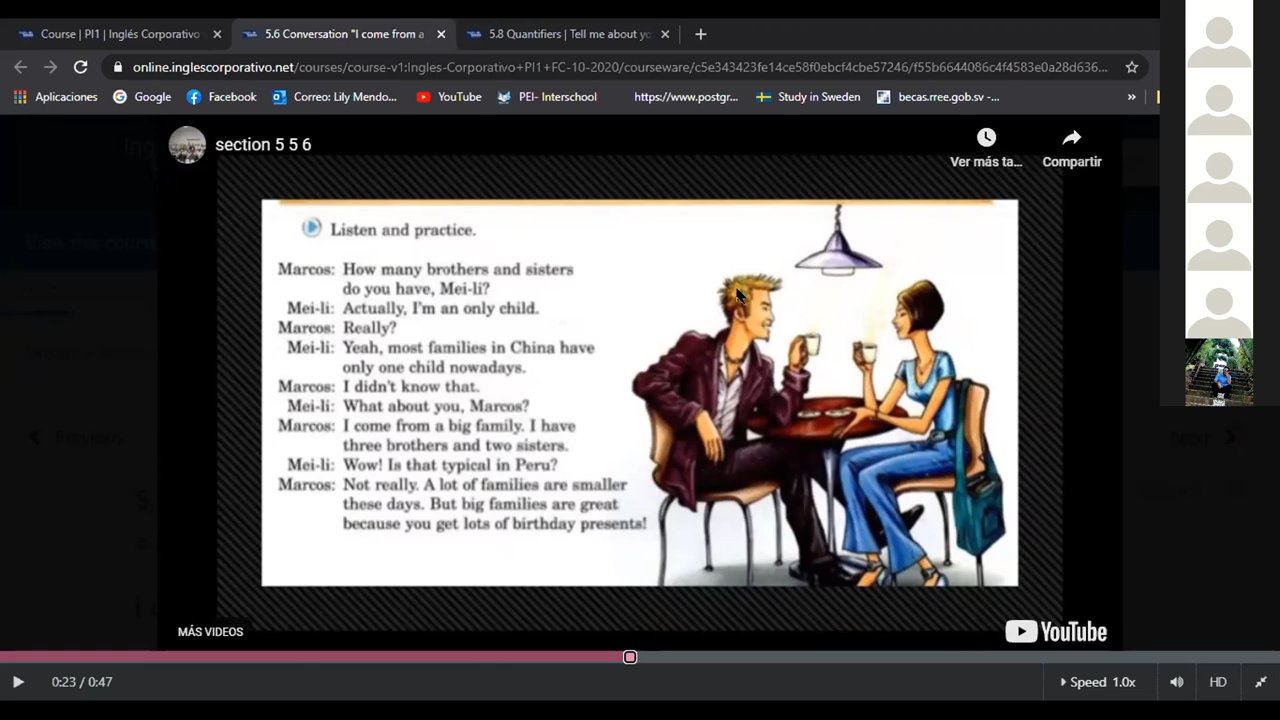 Course | PI1 | Inglés Corporativo
5.6 Conversation "I come from a
5.8 Quantifiers | Tell me about yo
online.inglescorporativo.net/courses/course-v1:Ingles-Corporativo+PI1+FC-10-2020/courseware/c5e343423fe14ce58f0ebcf4cbe57246/f55b6644086c4f4583e0a28d636...
Aplicaciones
Google
Facebook
Correo: Lily Mendo...
YouTube
PEI- Interschool
https://www.postgr...
Study in Sweden
becas.rree.gob.sv -...
»
section 5 5 6
Ver más ta...
Compartir
Listen and practice.
Marcos: How many brothers and sisters
do you have, Mei-li?
Mei-li: Actually, I'm an only child.
Marcos: Really?
Mei-li: Yeah, most families in China have
only one child nowadays.
Marcos: I didn't know that.
Mei-li: What about you, Marcos?
Marcos: I come from a big family. I have
three brothers and two sisters.
Mei-li: Wow! Is that typical in Peru?
Marcos: Not really. A lot of families are smaller
these days. But big families are great
because you get lots of birthday presents!
Previous
Next
MÁS VIDEOS
YouTube
0:23 / 0:47
Speed 1.0x
HD